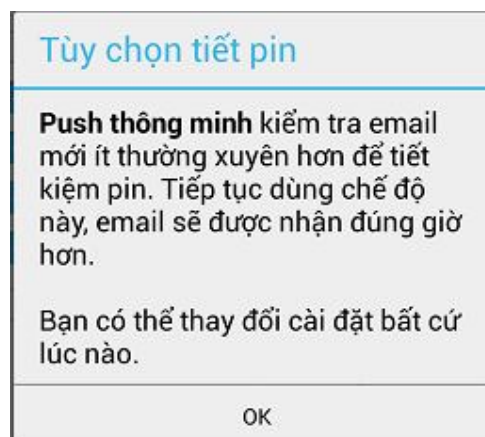 Tùy chọn tiết pin
Push thông minh kiểm tra email
mới ít thường xuyên hơn để tiết
kiệm pin. Tiếp tục dùng chế độ
này, email sẽ được nhận đúng giờ
hơn.
Bạn có thể thay đổi cài đặt bất cứ
lúc nào.
OK